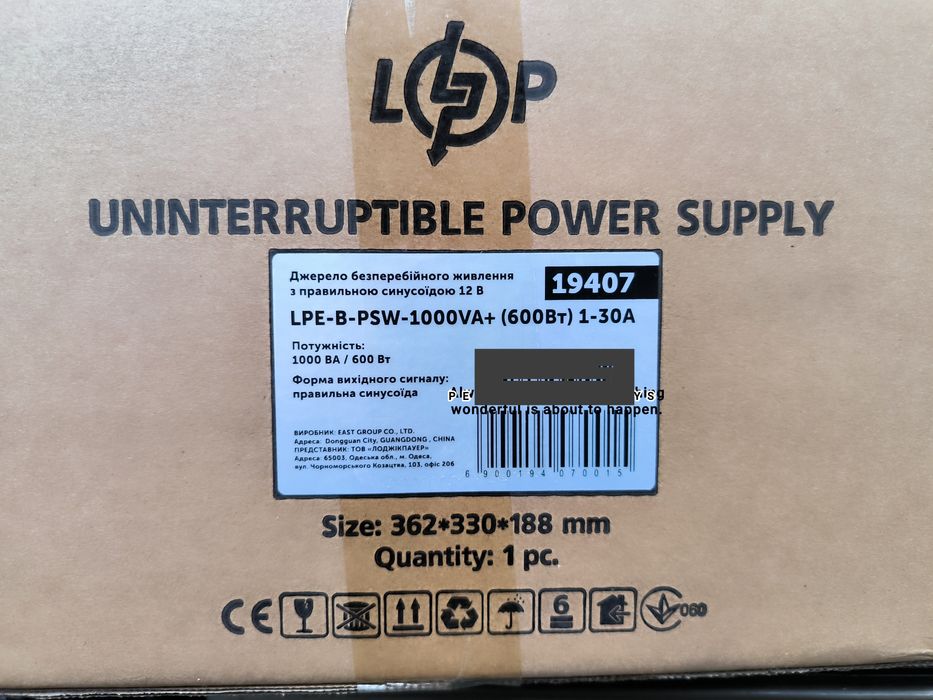 LP
UNINTERRUPTIBLE POWER SUPPLY
Джерело безперебійного живлення
з правильною синусоїдою 12 В
19407
LPE-B-PSW-1000VA+ (600Вт) 1-30A
Потужність:
1000 ВА / 600 Вт
Форма вихідного сигналу:
правильна синусоїда
wonderful is about to happen.
ВИРОБНИК: EAST GROUP CO., LTD.
Адреса: Dongguan City, GUANGDONG , CHINA
ПРЕДСТАВНИК: ТОВ «ЛОДЖІКПАУЕР»
Адреса: 65003, Одеська обл., м. Одеса,
вул. Чорноморського Козацтва, 103, офіс 206
6 900194 070015
Size: 362*330*188 mm
Quantity: 1 pc.
CE 6 060